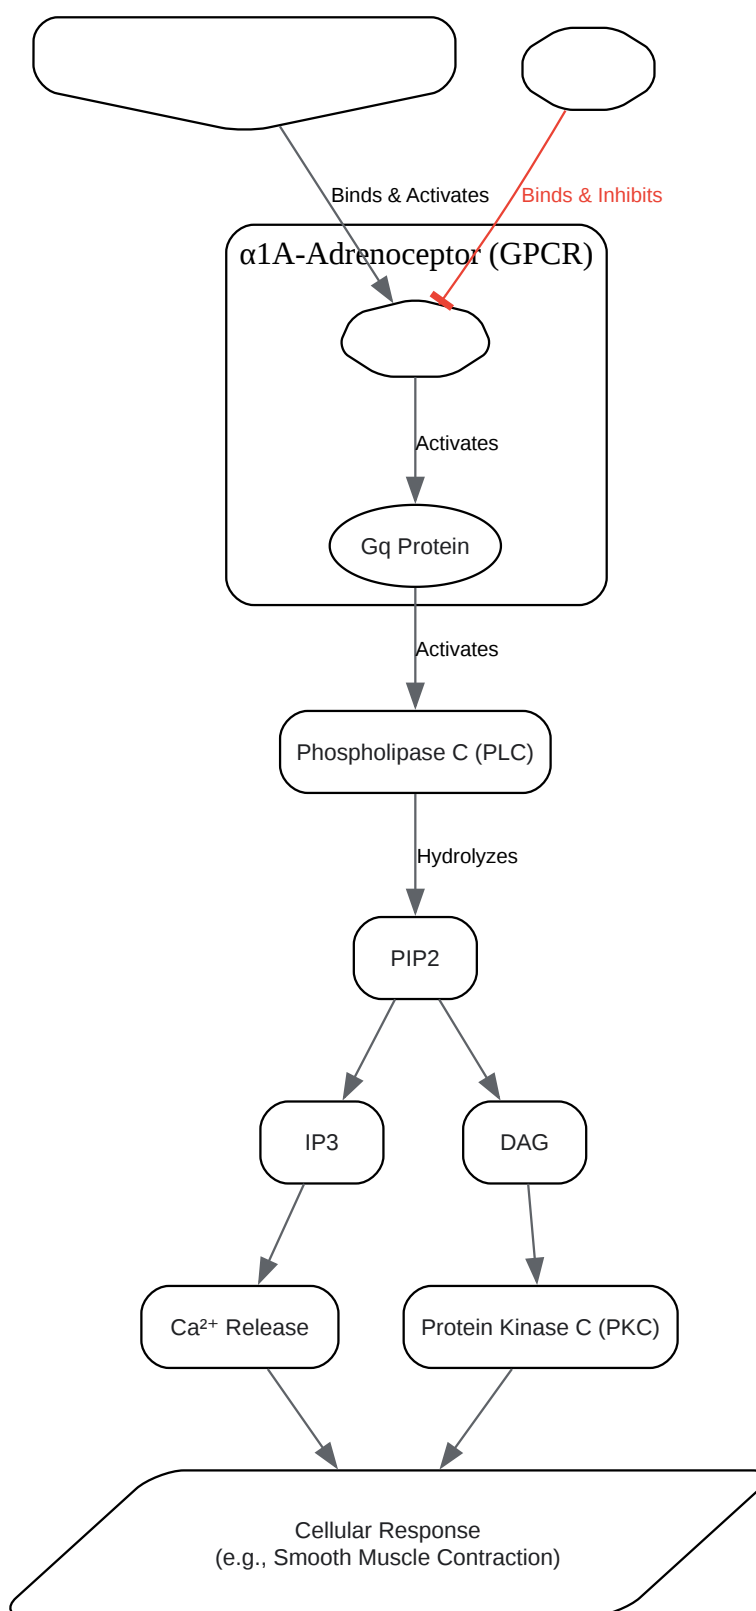 Binds & Activates
Binds & Inhibits
α1A-Adrenoceptor (GPCR)
Activates
Gq Protein
Activates
Phospholipase C (PLC)
Hydrolyzes
PIP2
IP3
DAG
Ca²⁺ Release
Protein Kinase C (PKC)
Cellular Response
(e.g., Smooth Muscle Contraction)